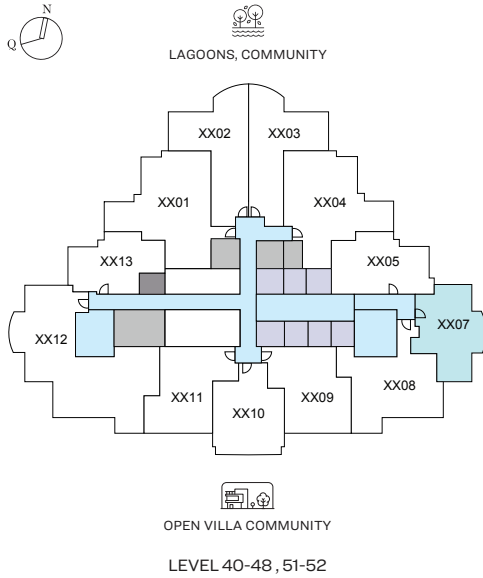 N
Q
LAGOONS, COMMUNITY
XX02
XX03
XX01
XX04
XX13
XX05
XX07
XX12
XX08
XX11
XX09
XX10
OPEN VILLA COMMUNITY
LEVEL 40-48 , 51-52